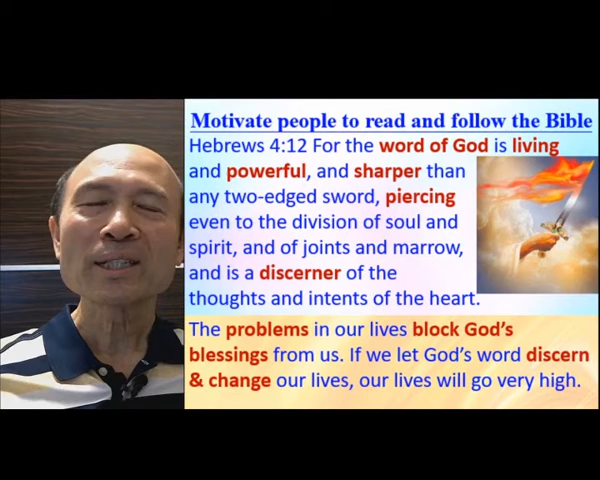 Motivate people to read and follow the Bible
Hebrews 4:12 For the word of God is living
and powerful, and sharper than
any two-edged sword, piercing
even to the division of soul and
spirit, and of joints and marrow,
and is a discerner of the
thoughts and intents of the heart.
The problems in our lives block God's
blessings from us. If we let God's word discern
& change our lives, our lives will go very high.